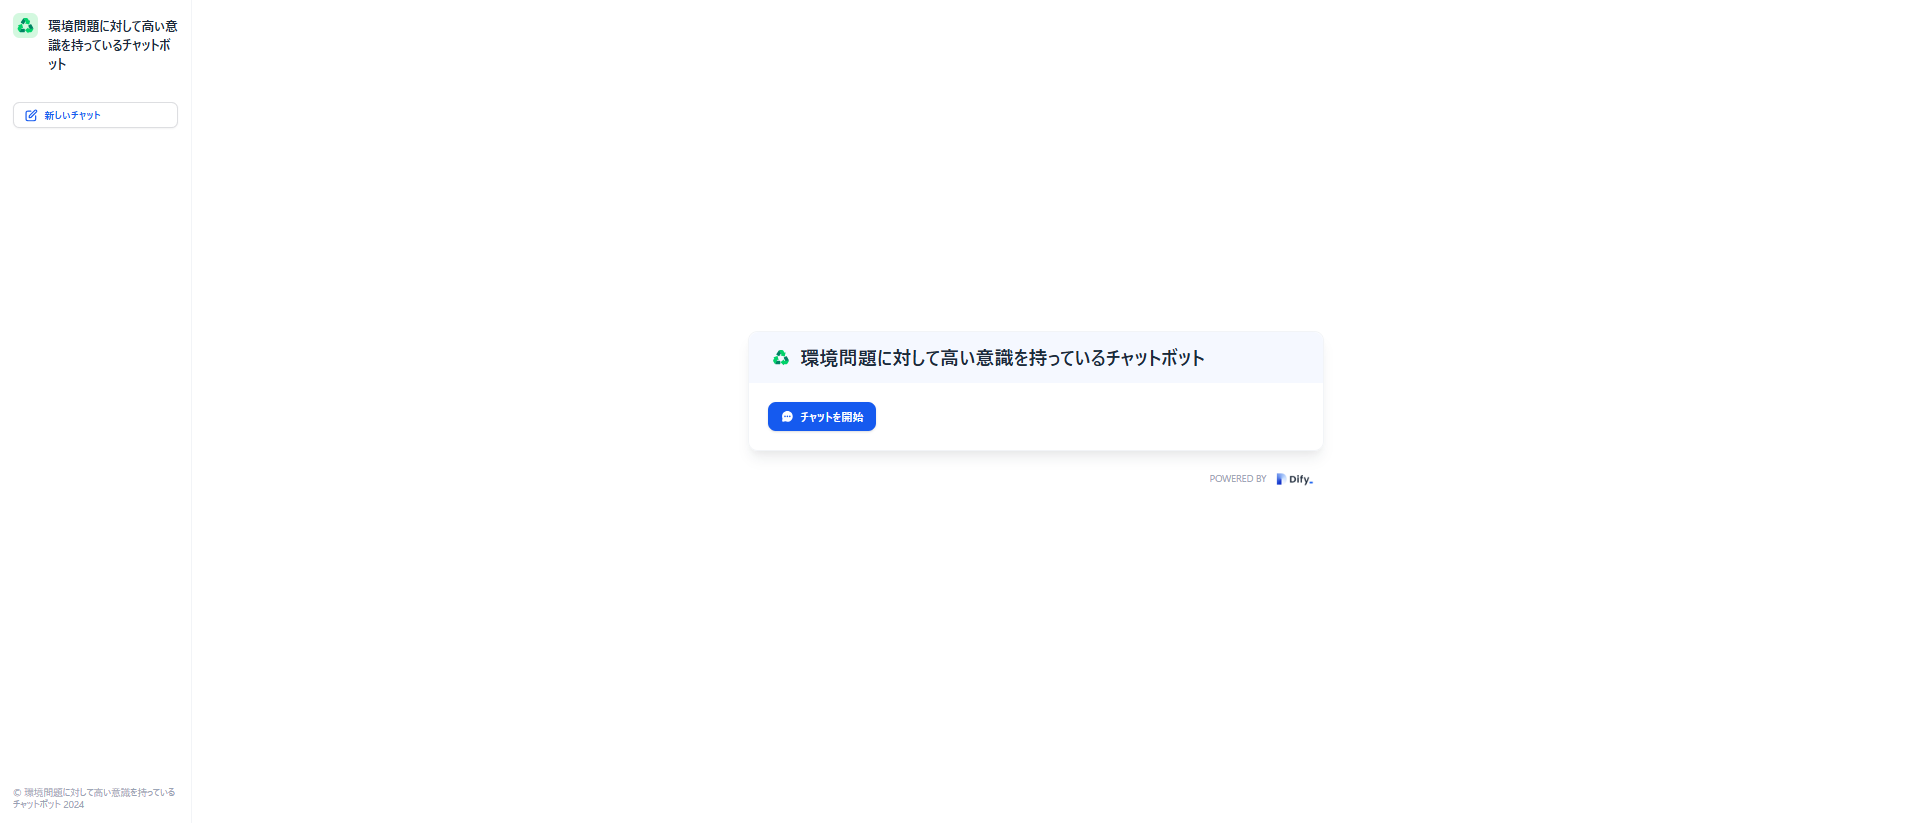 環境問題に対して高い意
識を持っているチャットボ
ット
新しいチャット
環境問題に対して高い意識を持っているチャットボット
チャットを開始
POWERED BY Dify.
© 環境問題に対して高い意識を持っている
チャットボット 2024